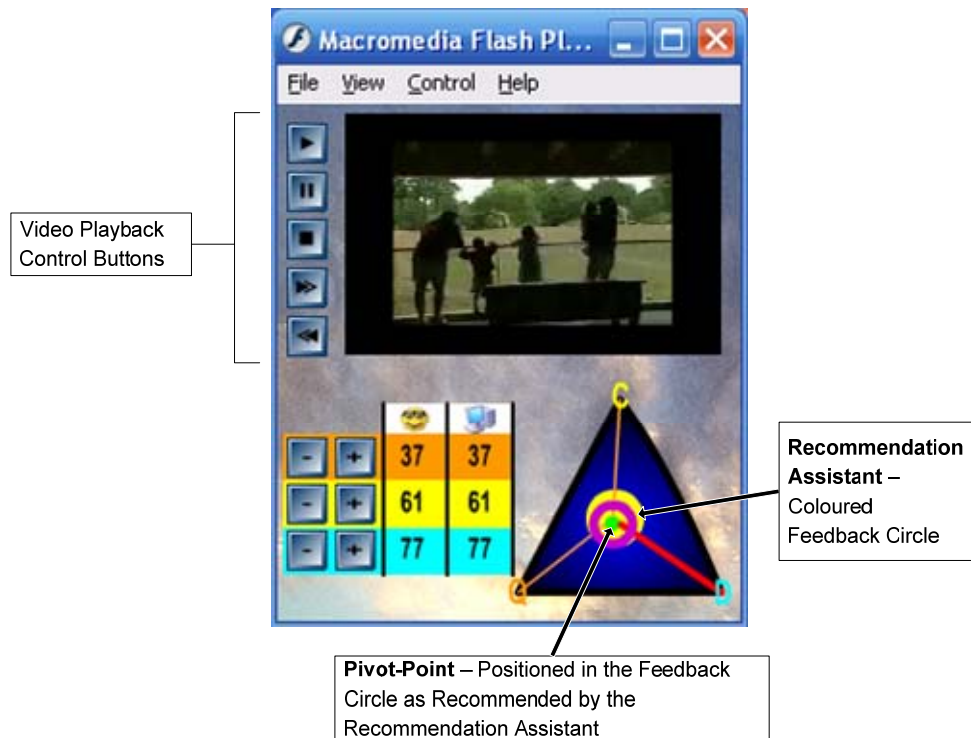 Macromedia Flash Pl...
File View Control Help
Video Playback
Control Buttons
C
37 37
61 61
77 77
Q D
Recommendation
Assistant –
Coloured
Feedback Circle
Pivot-Point – Positioned in the Feedback
Circle as Recommended by the
Recommendation Assistant